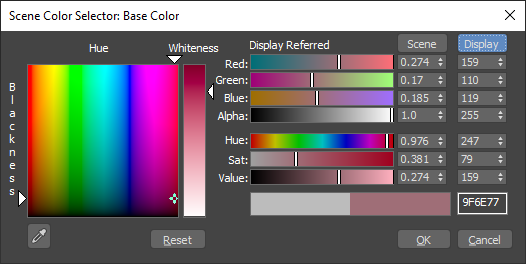 Scene Color Selector: Base Color
Hue Whiteness
Blackness
Display Referred Scene Display
Red: 0.274 159
Green: 0.17 110
Blue: 0.185 119
Alpha: 1.0 255
Hue: 0.976 247
Sat: 0.381 79
Value: 0.274 159
9F6E77
Reset OK Cancel